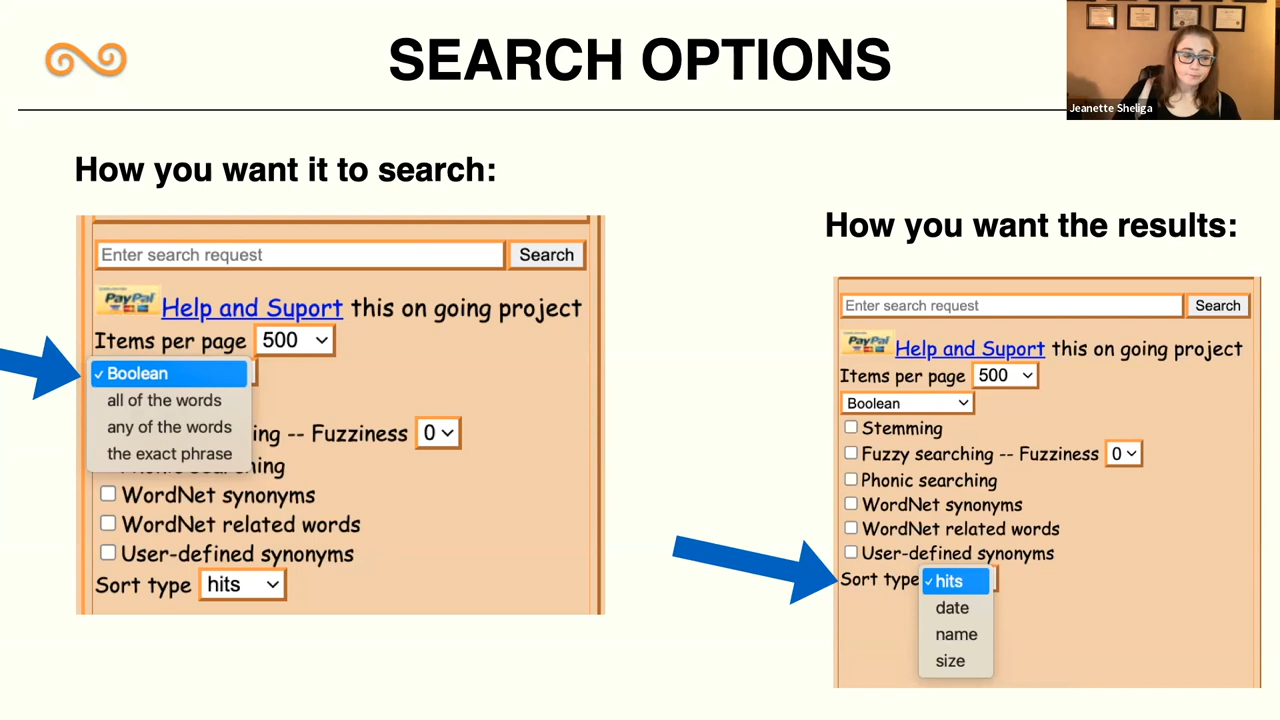 SEARCH OPTIONS
Jeanette Sheliga
How you want it to search:
Enter search request
Search
PayPal
Help and Suport this on going project
Items per page 500
Boolean
all of the words
any of the words
the exact phrase
ing -- Fuzziness 0
WordNet synonyms
WordNet related words
User-defined synonyms
Sort type hits
How you want the results:
Enter search request
Search
PayPal
Help and Suport this on going project
Items per page 500
Boolean
Stemming
Fuzzy searching -- Fuzziness 0
Phonic searching
WordNet synonyms
WordNet related words
User-defined synonyms
Sort type hits
date
name
size